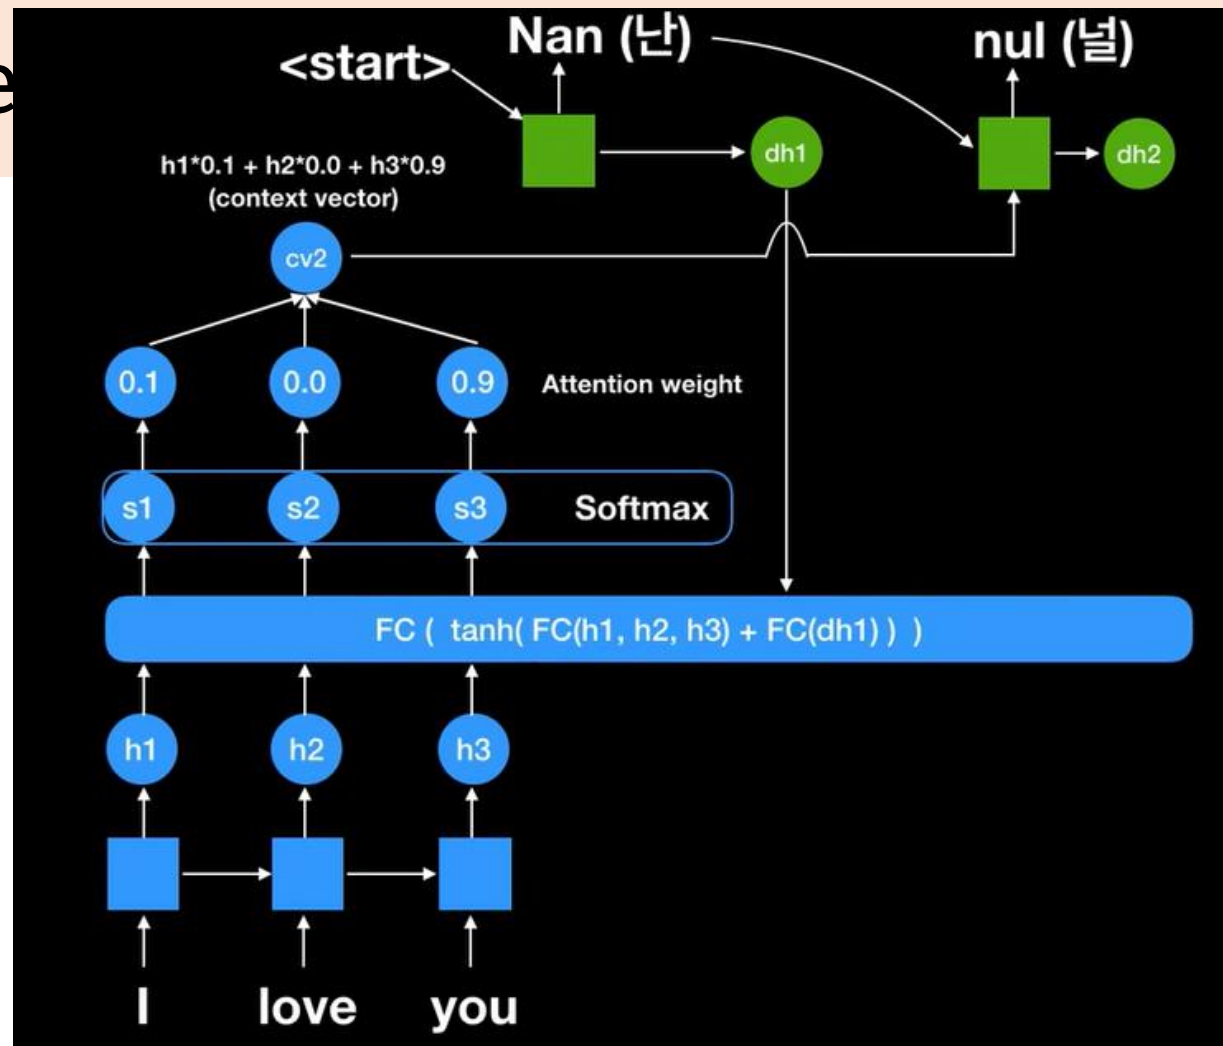 e
Nan (난)
nul (널)
<start>
dh1
dh2
h1*0.1 + h2*0.0 + h3*0.9
(context vector)
cv2
0.1 0.0 0.9 Attention weight
s1 s2 s3 Softmax
FC ( tanh( FC(h1, h2, h3) + FC(dh1) ) )
h1 h2 h3
I love you